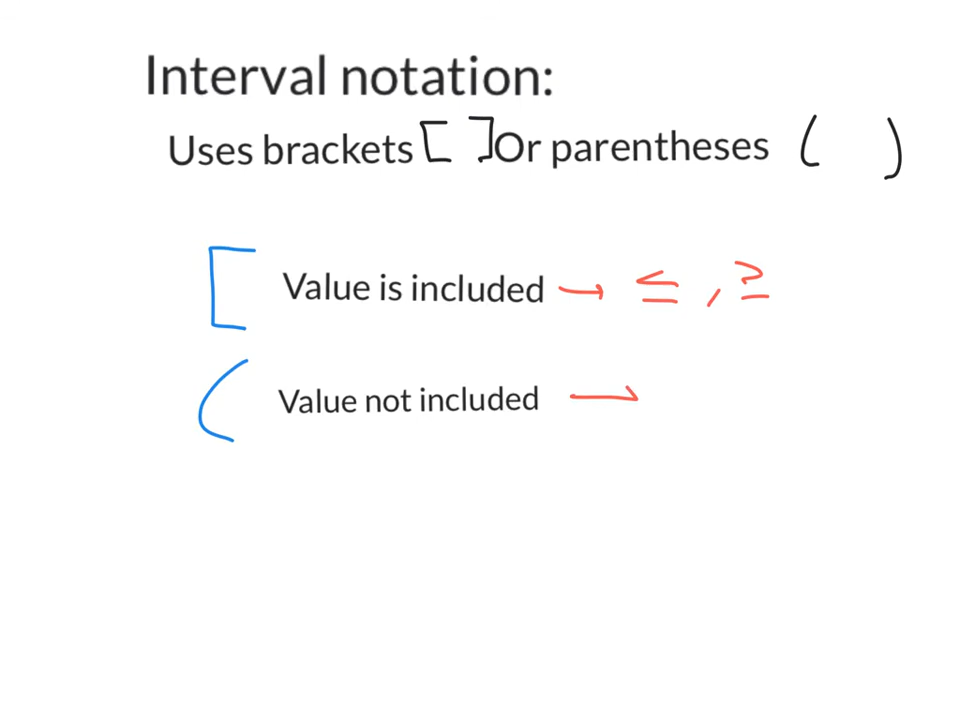 Interval notation:
Uses brackets [ ] Or parentheses ( )
[ Value is included → ≤ , ≥
( Value not included →